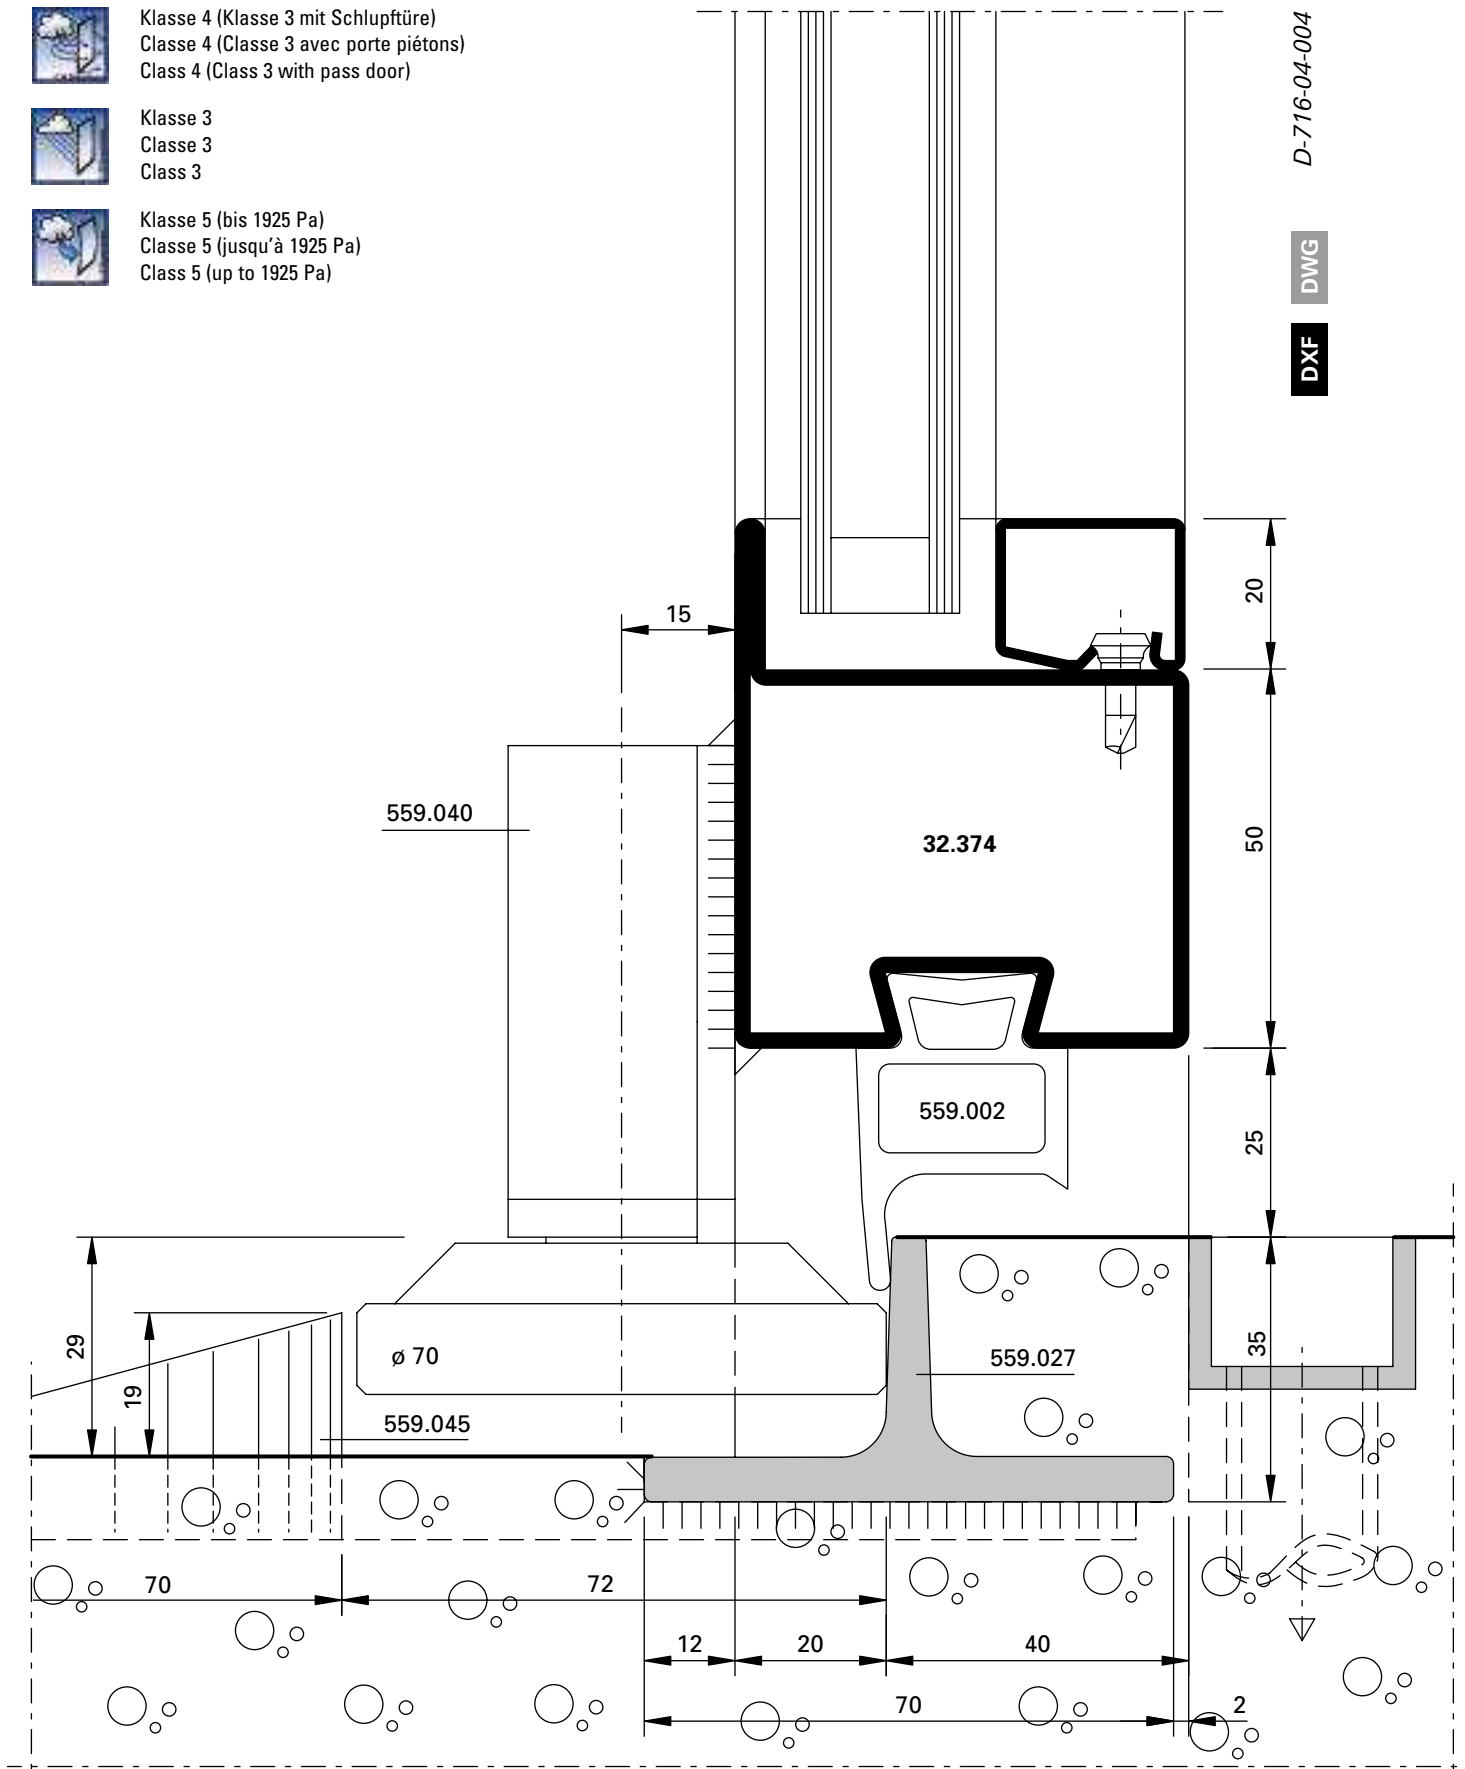 Klasse 4 (Klasse 3 mit Schlupftüre)
Classe 4 (Classe 3 avec porte piétons)
Class 4 (Class 3 with pass door)
Klasse 3
Classe 3
Class 3
Klasse 5 (bis 1925 Pa)
Classe 5 (jusqu'à 1925 Pa)
Class 5 (up to 1925 Pa)
D-716-04-004
DWG
DXF
20
15
559.040
32.374
50
559.002
25
29
19
ø 70
559.045
559.027
35
70
72
12
20
40
70
2